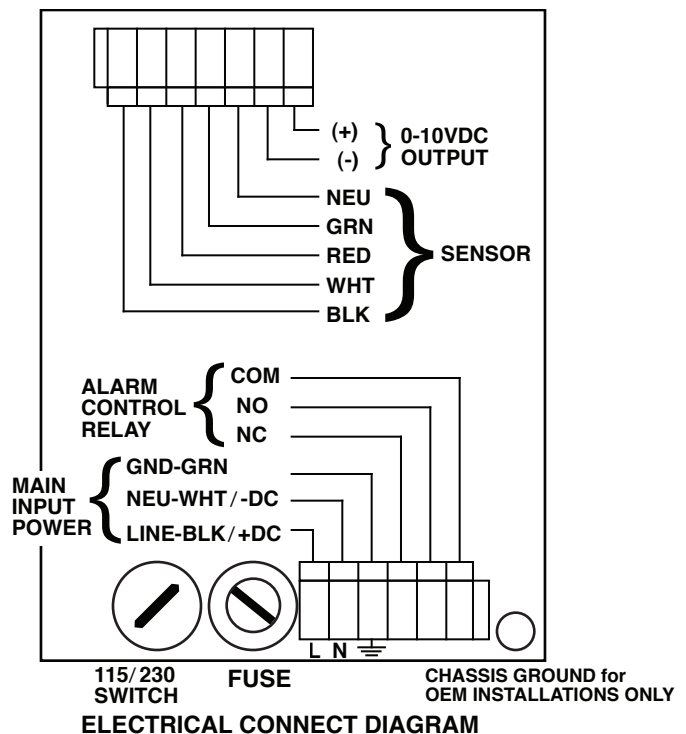 (+)
(-)
0-10VDC
OUTPUT
NEU
GRN
RED
WHT
BLK
SENSOR
ALARM
CONTROL
RELAY
COM
NO
NC
MAIN
INPUT
POWER
GND-GRN
NEU-WHT/-DC
LINE-BLK/+DC
L N
115/230
SWITCH
FUSE
CHASSIS GROUND for
OEM INSTALLATIONS ONLY
ELECTRICAL CONNECT DIAGRAM